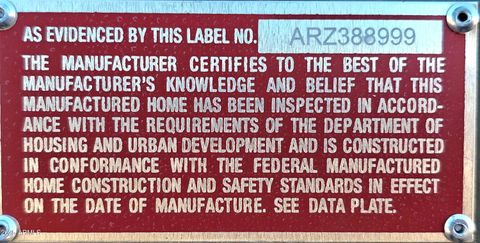 AS EVIDENCED BY THIS LABEL NO. ARZ388999
THE MANUFACTURER CERTIFIES TO THE BEST OF THE
MANUFACTURER'S KNOWLEDGE AND BELIEF THAT THIS
MANUFACTURED HOME HAS BEEN INSPECTED IN ACCORD-
ANCE WITH THE REQUIREMENTS OF THE DEPARTMENT OF
HOUSING AND URBAN DEVELOPMENT AND IS CONSTRUCTED
IN CONFORMANCE WITH THE FEDERAL MANUFACTURED
HOME CONSTRUCTION AND SAFETY STANDARDS IN EFFECT
ON THE DATE OF MANUFACTURE. SEE DATA PLATE.